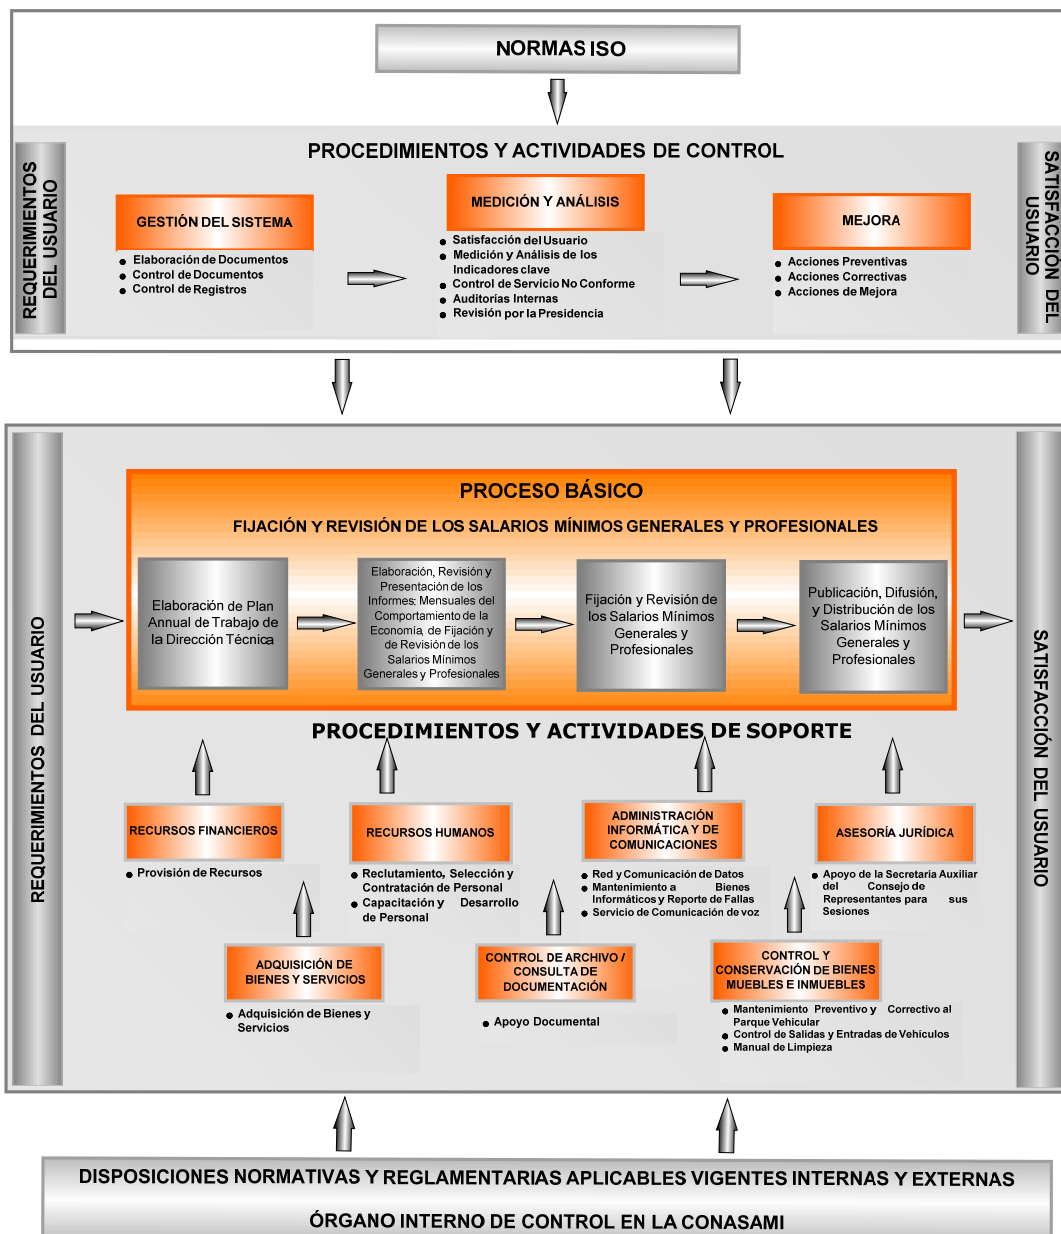 NORMAS ISO
PROCEDIMIENTOS Y ACTIVIDADES DE CONTROL
REQUERIMIENTOS
DEL USUARIO
GESTIÓN DEL SISTEMA
● Elaboración de Documentos
● Control de Documentos
● Control de Registros
MEDICIÓN Y ANÁLISIS
● Satisfacción del Usuario
● Medición y Análisis de los
Indicadores clave
● Control de Servicio No Conforme
● Auditorías Internas
● Revisión por la Presidencia
MEJORA
● Acciones Preventivas
● Acciones Correctivas
● Acciones de Mejora
SATISFACCIÓN DEL
USUARIO
REQUERIMIENTOS DEL USUARIO
PROCESO BÁSICO
FIJACIÓN Y REVISIÓN DE LOS SALARIOS MÍNIMOS GENERALES Y PROFESIONALES
Elaboración de Plan
Annual de Trabajo de
la Dirección Técnica
Elaboración, Revisión y
Presentación de los
Informes: Mensuales del
Comportamiento de la
Economía, de Fijación y
de Revisión de los
Salarios Mínimos
Generales y Profesionales
Fijación y Revisión de
los Salarios Mínimos
Generales y
Profesionales
Publicación, Difusión,
y Distribución de los
Salarios Mínimos
Generales y
Profesionales
SATISFACCIÓN DEL USUARIO
PROCEDIMIENTOS Y ACTIVIDADES DE SOPORTE
RECURSOS FINANCIEROS
● Provisión de Recursos
RECURSOS HUMANOS
● Reclutamiento, Selección y
Contratación de Personal
● Capacitación y Desarrollo
de Personal
ADMINISTRACIÓN
INFORMÁTICA Y DE
COMUNICACIONES
● Red y Comunicación de Datos
● Mantenimiento a Bienes
Informáticos y Reporte de Fallas
● Servicio de Comunicación de voz
ASESORÍA JURÍDICA
● Apoyo de la Secretaria Auxiliar
del Consejo de
Representantes para sus
Sesiones
ADQUISICIÓN DE
BIENES Y SERVICIOS
● Adquisición de Bienes y
Servicios
CONTROL DE ARCHIVO /
CONSULTA DE
DOCUMENTACIÓN
● Apoyo Documental
CONTROL Y
CONSERVACIÓN DE BIENES
MUEBLES E INMUEBLES
● Mantenimiento Preventivo y Correctivo al
Parque Vehicular
● Control de Salidas y Entradas de Vehículos
● Manual de Limpieza
DISPOSICIONES NORMATIVAS Y REGLAMENTARIAS APLICABLES VIGENTES INTERNAS Y EXTERNAS
ÓRGANO INTERNO DE CONTROL EN LA CONASAMI